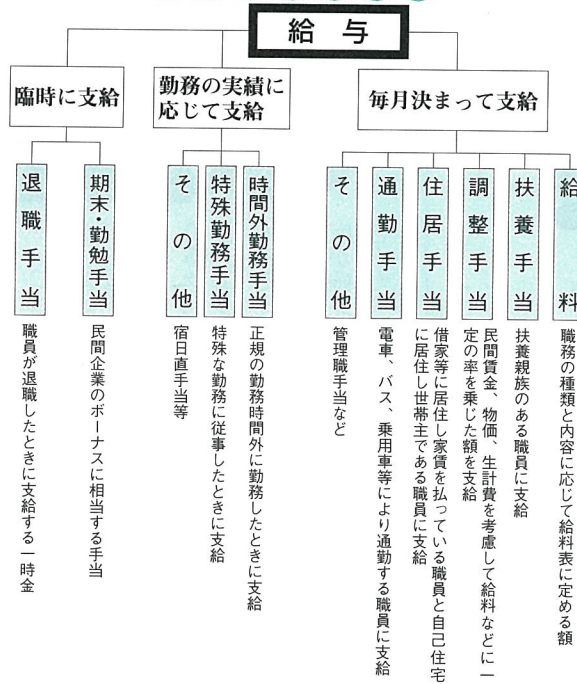 給与
毎月決まって支給
給料
職務の種類と内容に応じて給料表に定める額
扶養手当
扶養親族のある職員に支給
調整手当
民間賃金、物価、生計費を考慮して給料などに一
定の率を乗じた額を支給
住居手当
借家等に居住し家賃を払っている職員と自己住宅
に居住し世帯主である職員に支給
通勤手当
電車、バス、乗用車等により通勤する職員に支給
その他
管理職手当など
勤務の実績に
応じて支給
時間外勤務手当
正規の勤務時間外に勤務したときに支給
特殊勤務手当
特殊な勤務に従事したときに支給
その他
宿日直手当等
臨時に支給
期末・勤勉手当
民間企業のボーナスに相当する手当
退職手当
職員が退職したときに支給する一時金